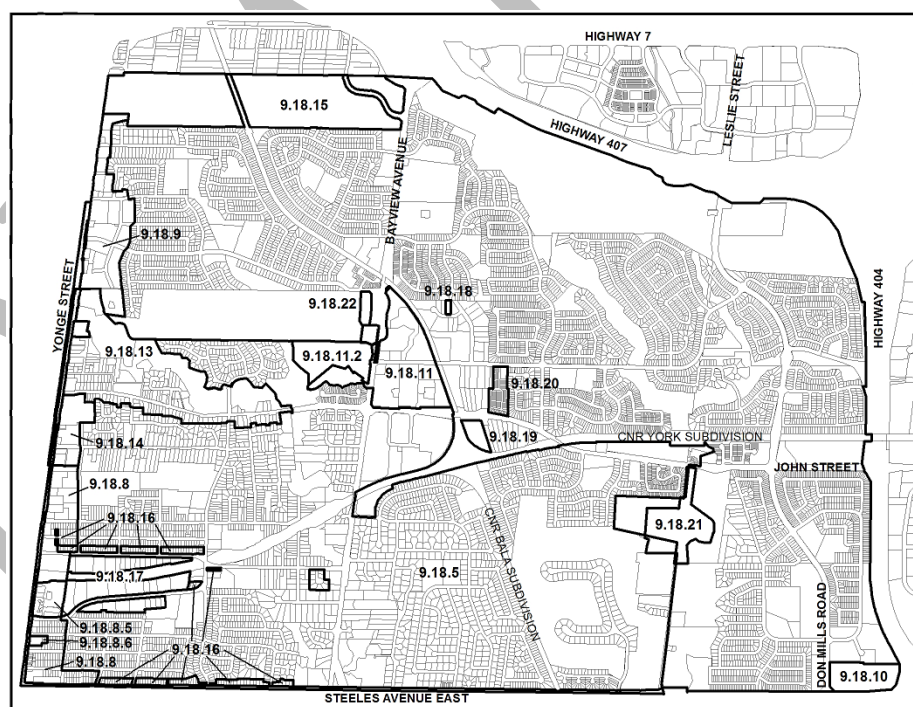 HIGHWAY 7
LESLIE STREET
9.18.15
HIGHWAY 407
BAYVIEW AVENUE
9.18.9
YONGE STREET
HIGHWAY 404
9.18.22
9.18.18
9.18.13
9.18.11.2
9.18.11
9.18.20
9.18.19
CNR YORK SUBDIVISION
9.18.14
JOHN STREET
9.18.8
9.18.16
9.18.21
CNR BALA SUBDIVISION
9.18.17
9.18.5
9.18.8.5
9.18.8.6
9.18.16
9.18.8
DON MILLS ROAD
9.18.10
STEELES AVENUE EAST